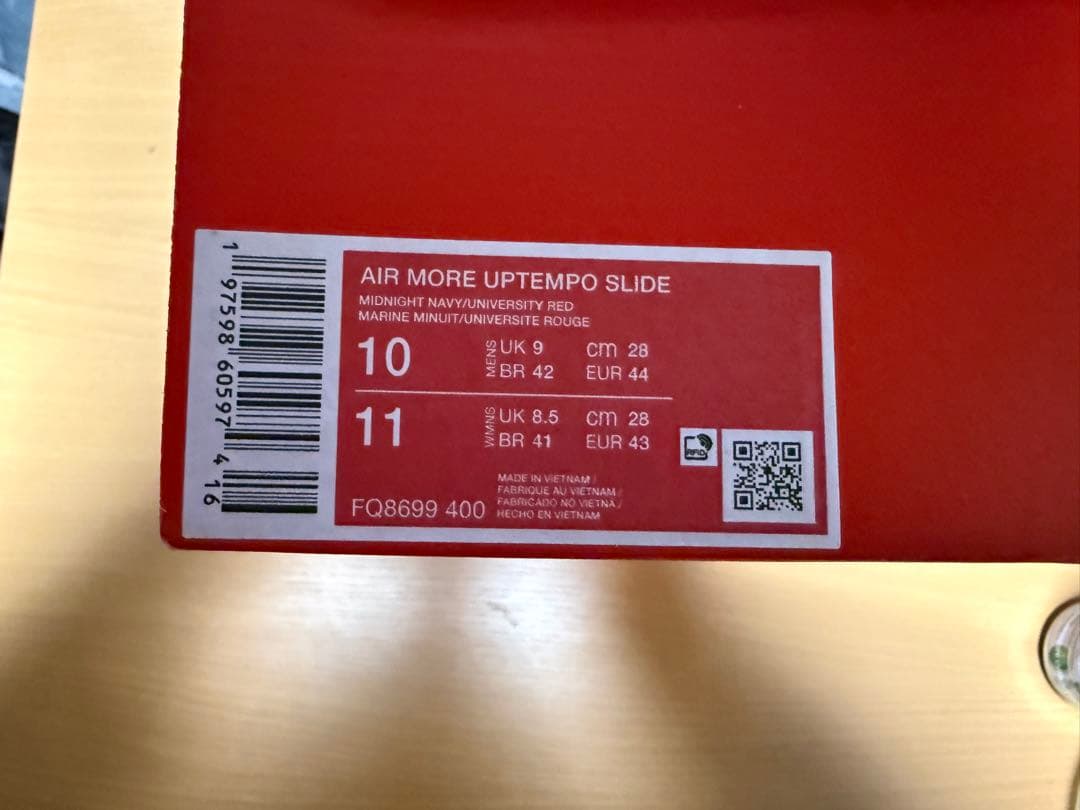 AIR MORE UPTEMPO SLIDE
MIDNIGHT NAVY/UNIVERSITY RED
MARINE MINUIT/UNIVERSITE ROUGE
10 MENS UK 9 cm 28
BR 42 EUR 44
11 WMNS UK 8.5 cm 28
BR 41 EUR 43
RFID
MADE IN VIETNAM /
FABRIQUE AU VIETNAM /
FABRICADO NO VIETNA /
HECHO EN VIETNAM
FQ8699 400
1 97598 60597 4 16